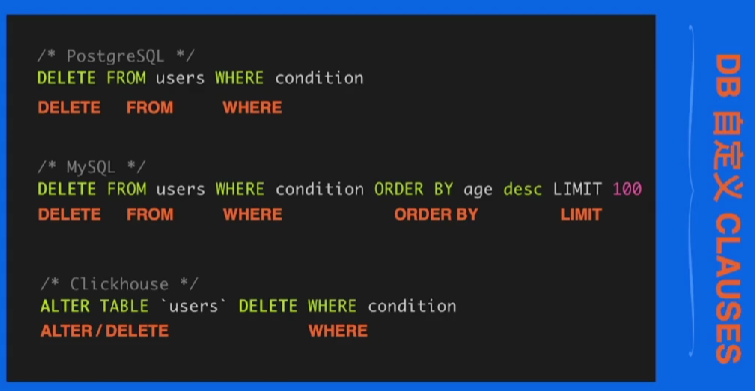 /* PostgreSQL */
DELETE FROM users WHERE condition
DELETE FROM WHERE
/* MySQL */
DELETE FROM users WHERE condition ORDER BY age desc LIMIT 100
DELETE FROM WHERE ORDER BY LIMIT
/* Clickhouse */
ALTER TABLE `users` DELETE WHERE condition
ALTER / DELETE WHERE
DB 自定义 CLAUSES